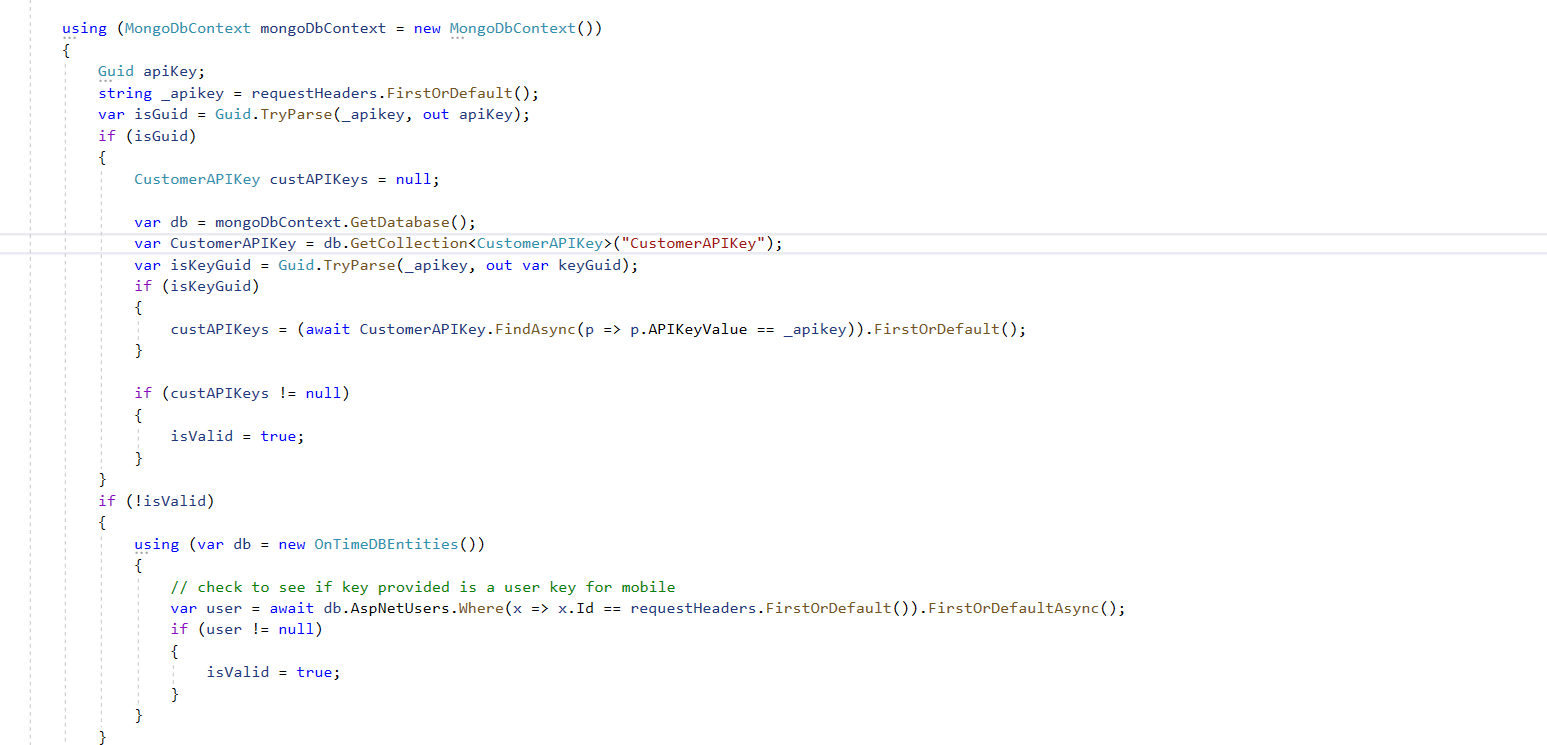 using (MongoDbContext mongoDbContext = new MongoDbContext())
{
Guid apiKey;
string _apikey = requestHeaders.FirstOrDefault();
var isGuid = Guid.TryParse(_apikey, out apiKey);
if (isGuid)
{
CustomerAPIKey custAPIKeys = null;
var db = mongoDbContext.GetDatabase();
var CustomerAPIKey = db.GetCollection<CustomerAPIKey>("CustomerAPIKey");
var isKeyGuid = Guid.TryParse(_apikey, out var keyGuid);
if (isKeyGuid)
{
custAPIKeys = (await CustomerAPIKey.FindAsync(p => p.APIKeyValue == _apikey)).FirstOrDefault();
}
if (custAPIKeys != null)
{
isValid = true;
}
}
if (!isValid)
{
using (var db = new OnTimeDBEntities())
{
// check to see if key provided is a user key for mobile
var user = await db.AspNetUsers.Where(x => x.Id == requestHeaders.FirstOrDefault()).FirstOrDefaultAsync();
if (user != null)
{
isValid = true;
}
}
}